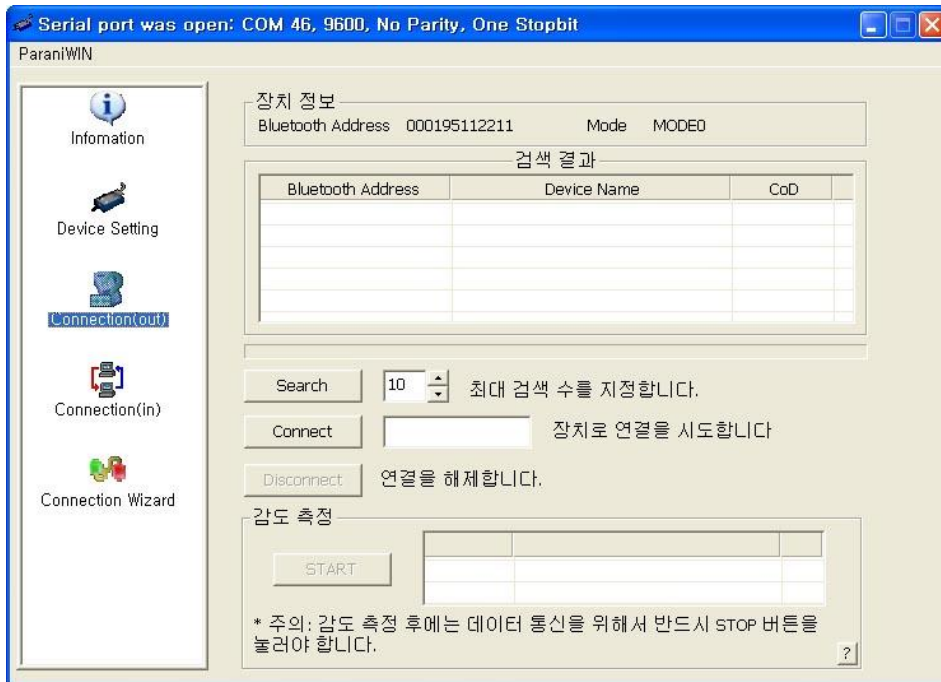 Serial port was open: COM 46, 9600, No Parity, One Stopbit
ParaniWIN
Infomation
Device Setting
Connection(out)
Connection(in)
Connection Wizard
장치 정보
Bluetooth Address 000195112211 Mode MODE0
검색 결과
Bluetooth Address Device Name CoD
Search 10 최대 검색 수를 지정합니다.
Connect 장치로 연결을 시도합니다
Disconnect 연결을 해제합니다.
감도 측정
START
* 주의: 감도 측정 후에는 데이터 통신을 위해서 반드시 STOP 버튼을
눌러야 합니다.
?